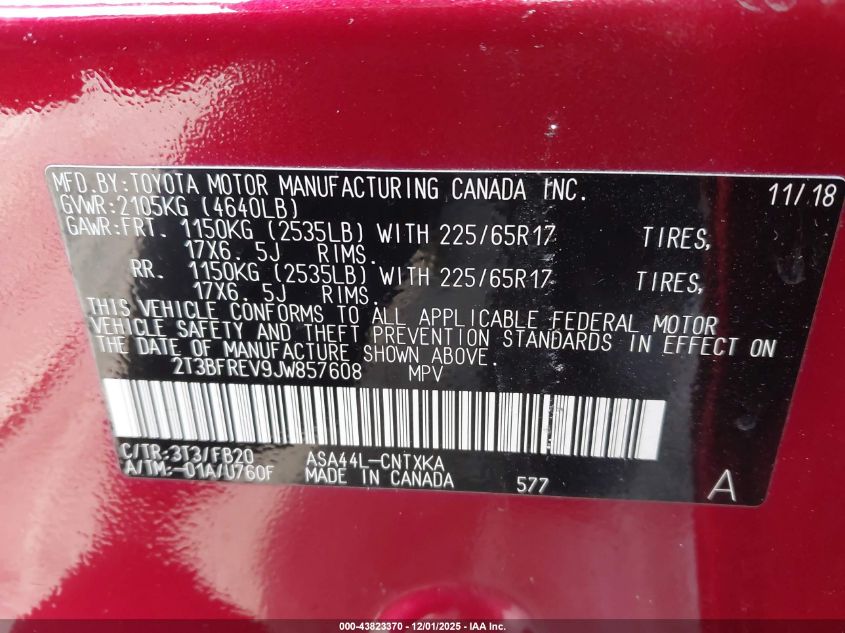 MFD.BY:TOYOTA MOTOR MANUFACTURING CANADA INC. 11/18
GVWR:2105KG (4640LB)
GAWR:FRT. 1150KG (2535LB) WITH 225/65R17 TIRES,
17X6. 5J RIMS.
RR. 1150KG (2535LB) WITH 225/65R17 TIRES,
17X6. 5J RIMS.
THIS VEHICLE CONFORMS TO ALL APPLICABLE FEDERAL MOTOR
VEHICLE SAFETY AND THEFT PREVENTION STANDARDS IN EFFECT ON
THE DATE OF MANUFACTURE SHOWN ABOVE.
2T3BFREV9JW857608 MPV
C/TR:3T3/FB20 ASA44L-CNTXKA
A/TM:-01A/U760F MADE IN CANADA 577 A
000-43823370 - 12/01/2025 - IAA Inc.